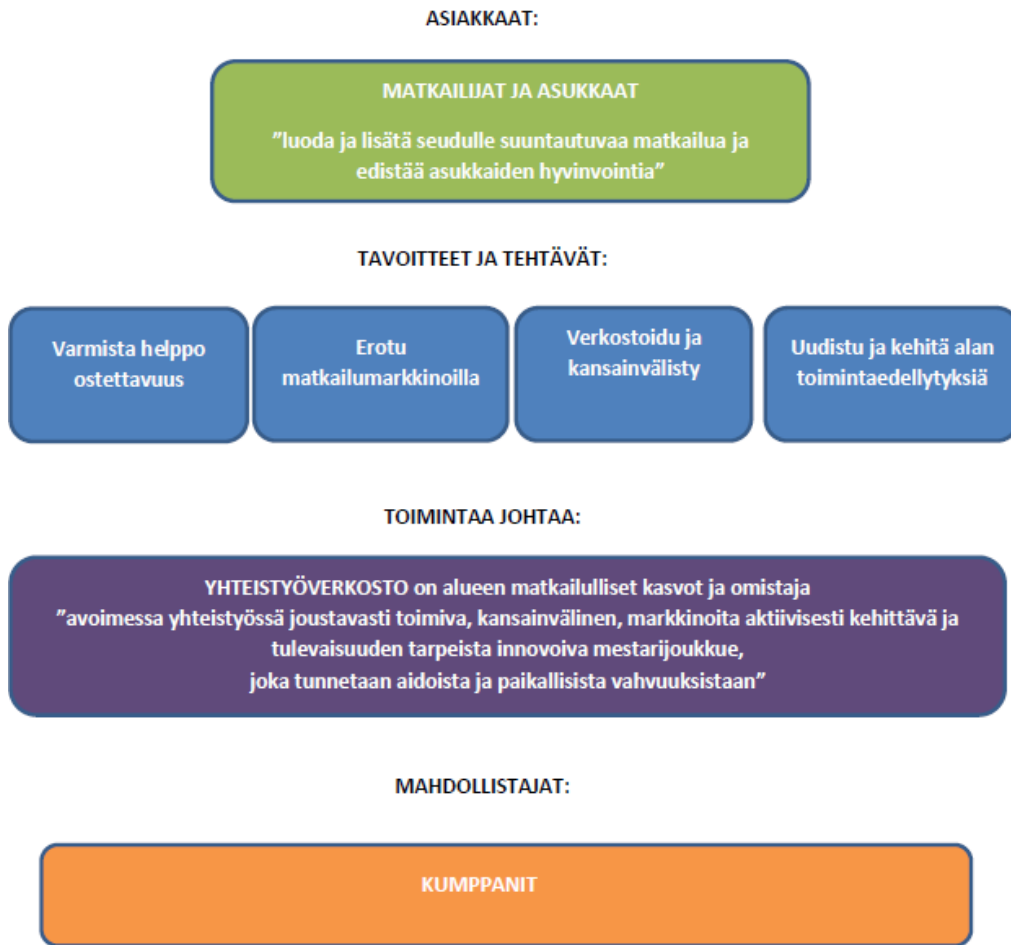 ASIAKKAAT:
MATKAILIJAT JA ASUKKAAT
”luoda ja lisätä seudulle suuntautuvaa matkailua ja
edistää asukkaiden hyvinvointia”
TAVOITTEET JA TEHTÄVÄT:
Varmista helppo
ostettavuus
Erotu
matkailumarkkinoilla
Verkostoidu ja
kansainvälisty
Uudistu ja kehitä alan
toimintaedellytyksiä
TOIMINTAA JOHTAA:
YHTEISTYÖVERKOSTO on alueen matkailulliset kasvot ja omistaja
”avoimessa yhteistyössä joustavasti toimiva, kansainvälinen, markkinoita aktiivisesti kehittävä ja
tulevaisuuden tarpeista innovoiva mestarijoukkue,
joka tunnetaan aidoista ja paikallisista vahvuuksistaan”
MAHDOLLISTAJAT:
KUMPPANIT